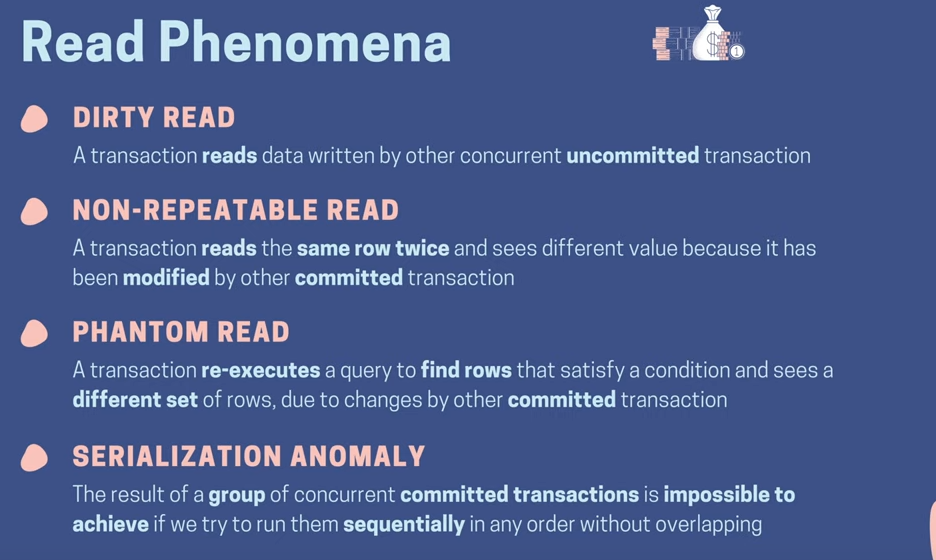 Read Phenomena
DIRTY READ
A transaction reads data written by other concurrent uncommitted transaction
NON-REPEATABLE READ
A transaction reads the same row twice and sees different value because it has
been modified by other committed transaction
PHANTOM READ
A transaction re-executes a query to find rows that satisfy a condition and sees a
different set of rows, due to changes by other committed transaction
SERIALIZATION ANOMALY
The result of a group of concurrent committed transactions is impossible to
achieve if we try to run them sequentially in any order without overlapping